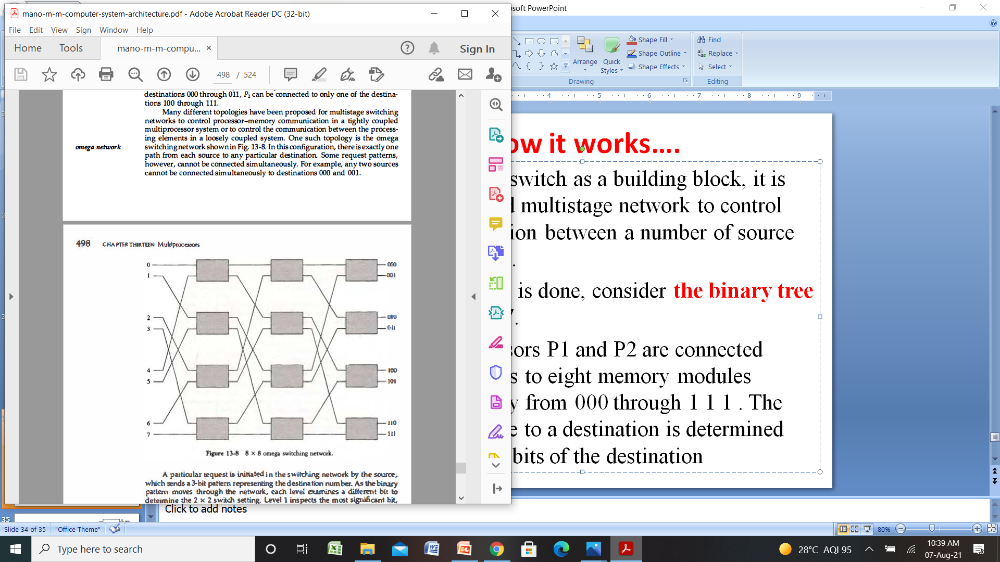 mano-m-m-computer-system-architecture.pdf - Adobe Acrobat Reader DC (32-bit)
File Edit View Sign Window Help
Home Tools mano-m-m-compu... × Sign In
498 / 524
destinations 000 through 011, P2 can be connected to only one of the destina-
tions 100 through 111.
Many different topologies have been proposed for multistage switching
networks to control processor–memory communication in a tightly coupled
multiprocessor system or to control the communication between the process-
ing elements in a loosely coupled system. One such topology is the omega
omega network
switching network shown in Fig. 13-8. In this configuration, there is exactly one
path from each source to any particular destination. Some request patterns,
however, cannot be connected simultaneously. For example, any two sources
cannot be connected simultaneously to destinations 000 and 001.
498 CHAPTER THIRTEEN Multiprocessors
0 000
1 001
2 010
3 011
4 100
5 101
6 110
7 111
Figure 13-8 8 × 8 omega switching network.
A particular request is initiated in the switching network by the source,
which sends a 3-bit pattern representing the destination number. As the binary
pattern moves through the network, each level examines a different bit to
determine the 2 × 2 switch setting. Level 1 inspects the most significant bit,
osoft PowerPoint
Arrange
Quick
Styles
Shape Fill
Shape Outline
Shape Effects
Drawing
Find
Replace
Select
Editing
4 5 6 7 8 9
ow it works....
switch as a building block, it is
multistage network to control
ion between a number of source
.
is done, consider the binary tree
.
sors P1 and P2 are connected
s to eight memory modules
y from 000 through 1 1 1 . The
e to a destination is determined
bits of the destination
35
Click to add notes
Slide 34 of 35 "Office Theme" 80%
Type here to search
28°C AQI 95
10:39 AM
07-Aug-21